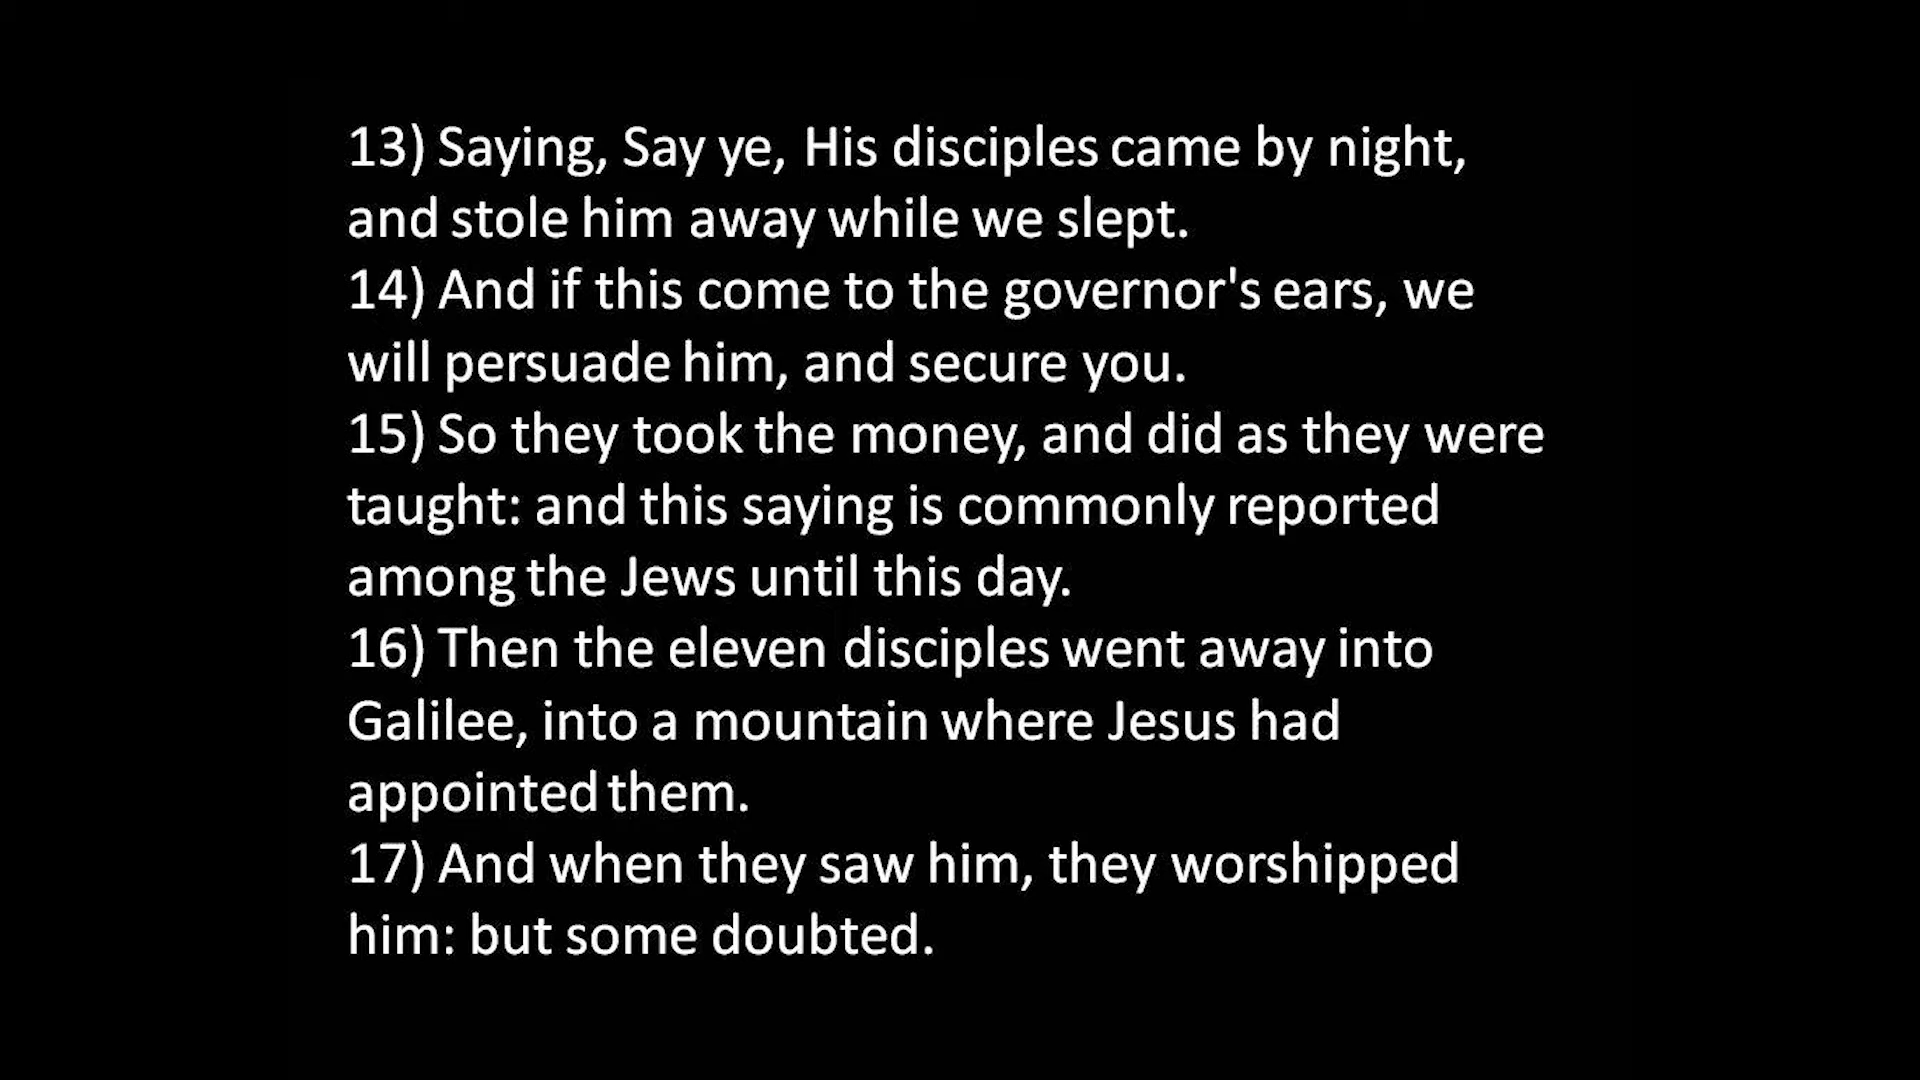 13) Saying, Say ye, His disciples came by night,
and stole him away while we slept.
14) And if this come to the governor's ears, we
will persuade him, and secure you.
15) So they took the money, and did as they were
taught: and this saying is commonly reported
among the Jews until this day.
16) Then the eleven disciples went away into
Galilee, into a mountain where Jesus had
appointed them.
17) And when they saw him, they worshipped
him: but some doubted.